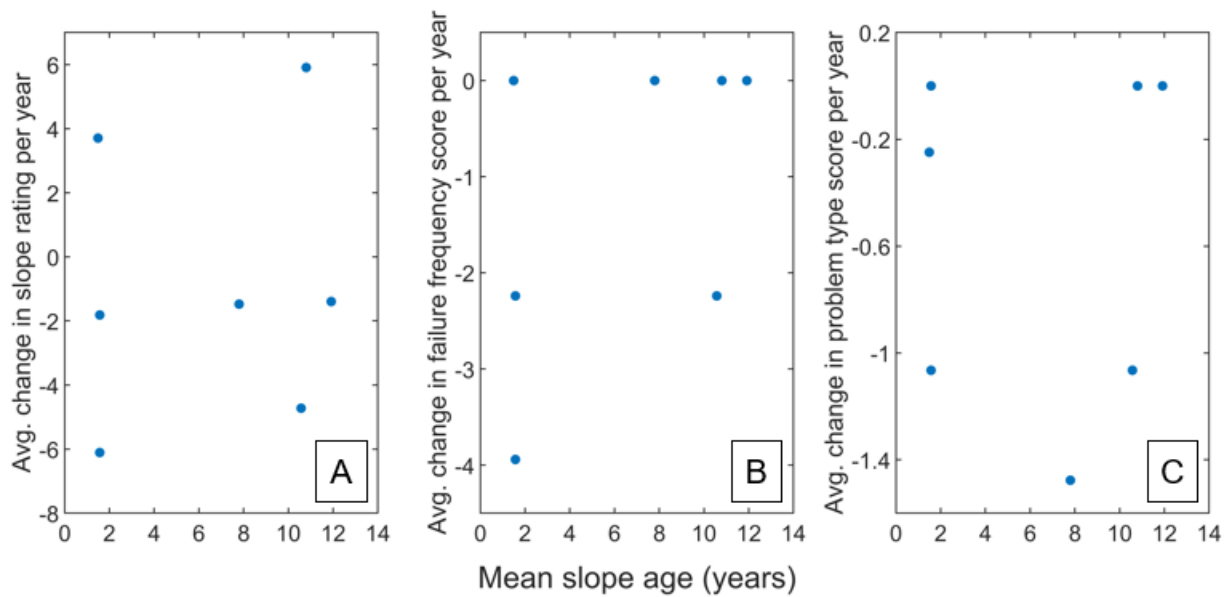 Avg. change in slope rating per year
6
4
2
0
-2
-4
-6
-8
0 2 4 6 8 10 12 14
A
Avg. change in failure frequency score per year
0
-1
-2
-3
-4
0 2 4 6 8 10 12 14
B
Avg. change in problem type score per year
0.2
-0.2
-0.6
-1
-1.4
0 2 4 6 8 10 12 14
C
Mean slope age (years)